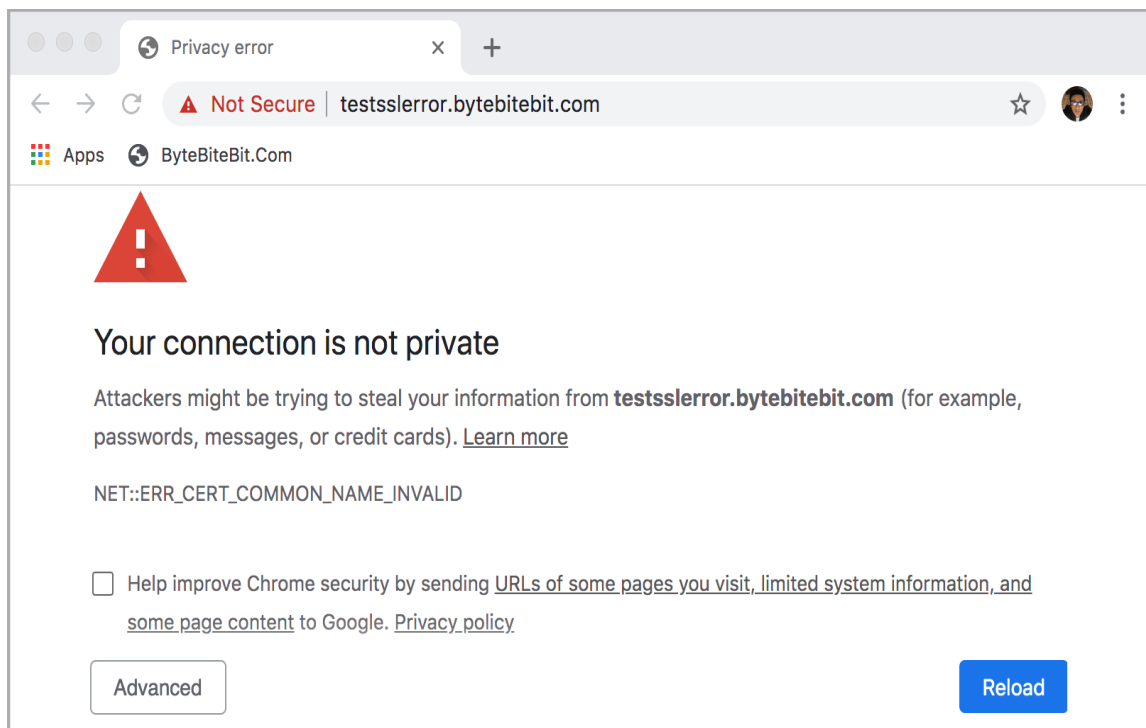 Privacy error
Not Secure testsslerror.bytebitebit.com
Apps ByteBiteBit.Com
Your connection is not private
Attackers might be trying to steal your information from testsslerror.bytebitebit.com (for example,
passwords, messages, or credit cards). Learn more
NET::ERR_CERT_COMMON_NAME_INVALID
Help improve Chrome security by sending URLs of some pages you visit, limited system information, and
some page content to Google. Privacy policy
Advanced Reload